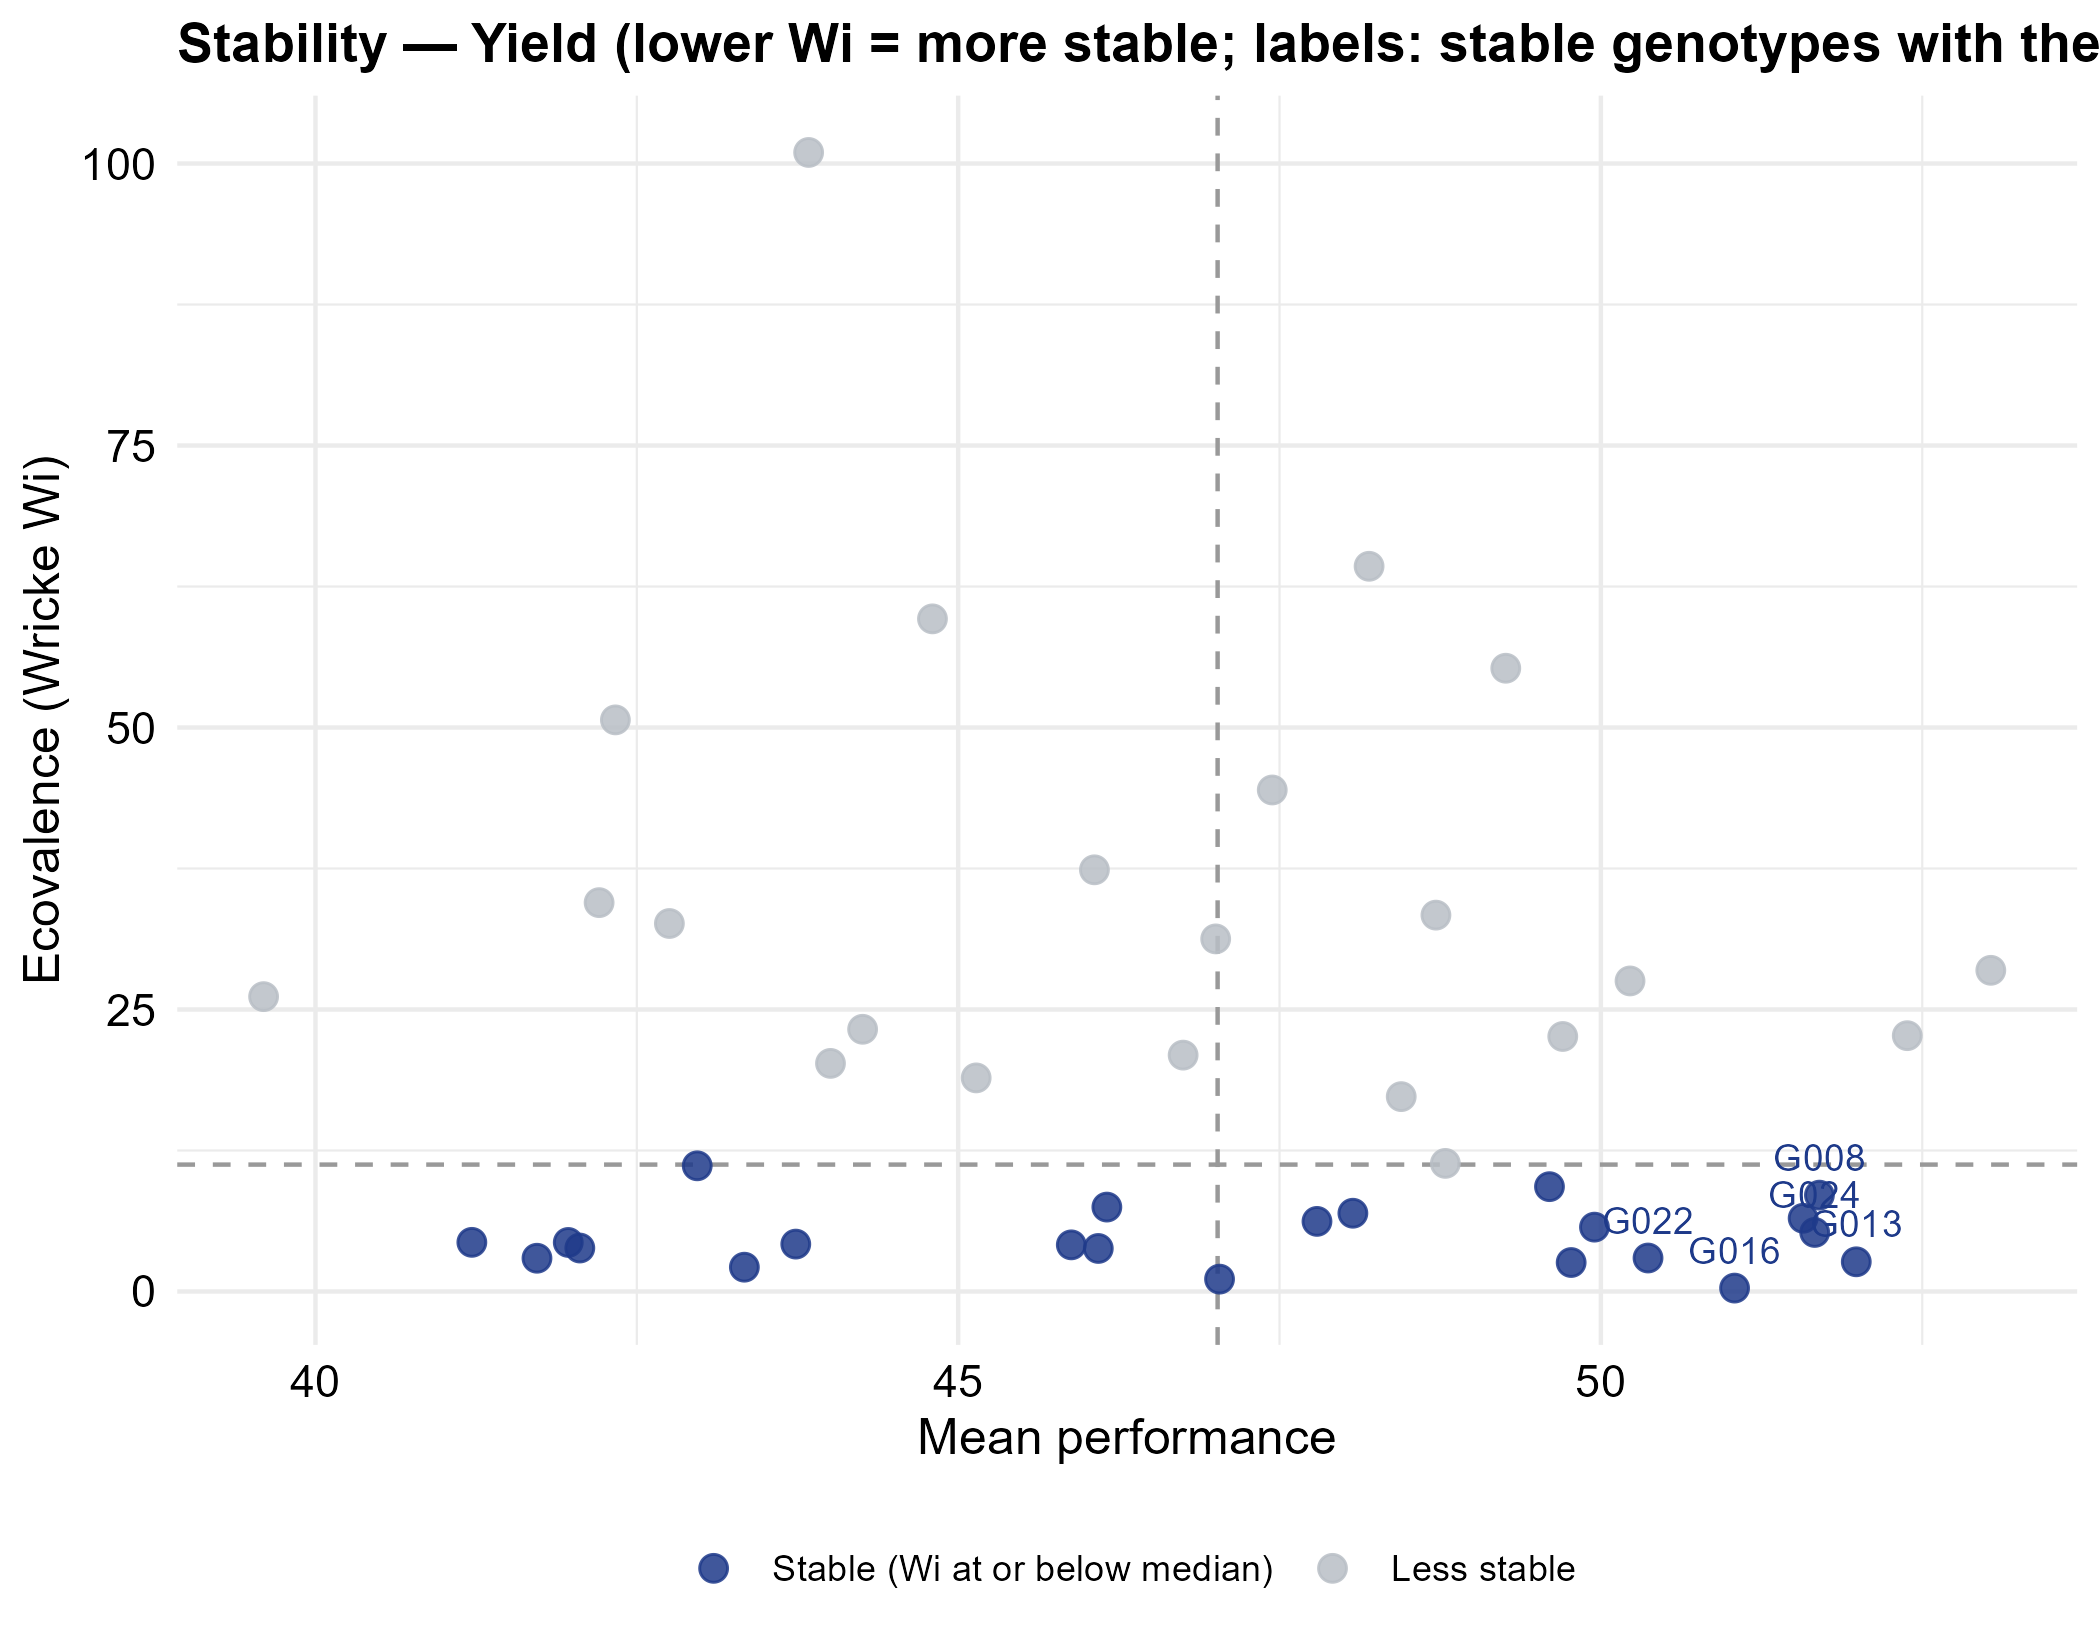 Stability — Yield (lower Wi = more stable; labels: stable genotypes with the
Ecovalence (Wricke Wi)
100
75
50
25
0
G008
G024
G013
G022
G016
40
45
50
Mean performance
Stable (Wi at or below median)
Less stable